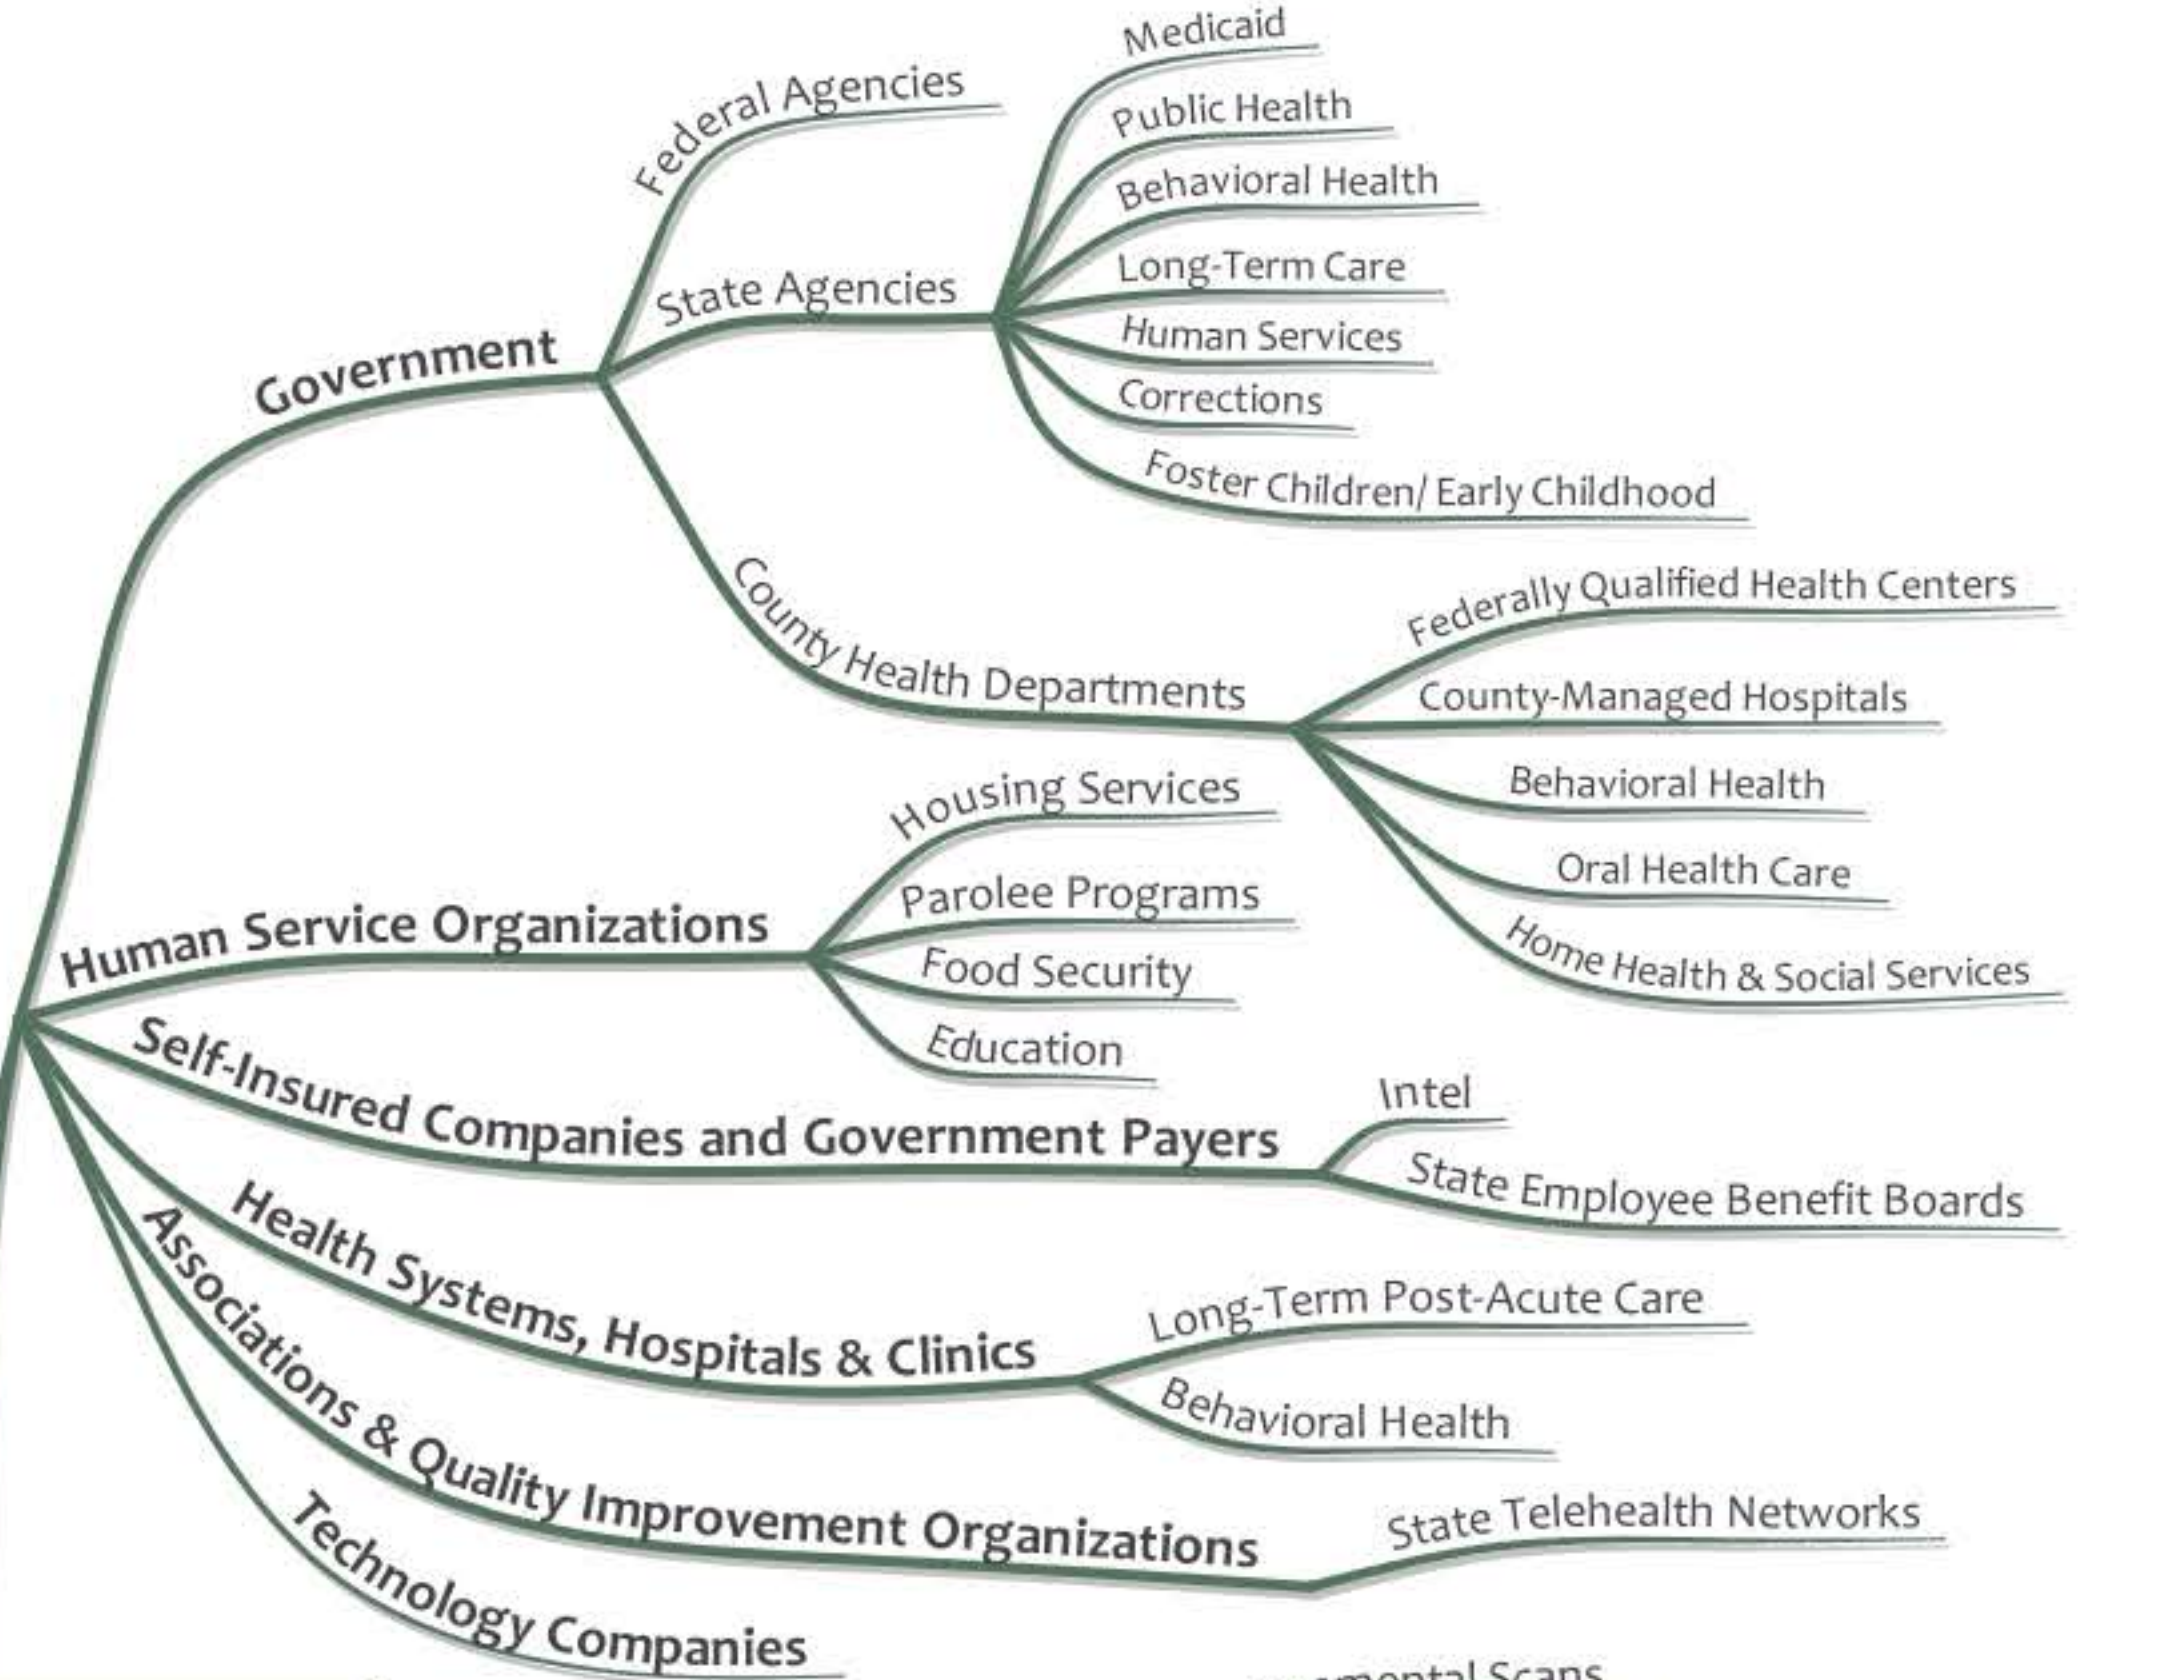 Medicaid
Federal Agencies
Public Health
Behavioral Health
State Agencies
Long-Term Care
Human Services
Government
Corrections
Foster Children/ Early Childhood
County Health Departments
Federally Qualified Health Centers
County-Managed Hospitals
Behavioral Health
Oral Health Care
Home Health & Social Services
Human Service Organizations
Housing Services
Parolee Programs
Food Security
Education
Self-Insured Companies and Government Payers
Intel
State Employee Benefit Boards
Health Systems, Hospitals & Clinics
Long-Term Post-Acute Care
Behavioral Health
Associations & Quality Improvement Organizations
State Telehealth Networks
Technology Companies
Scans